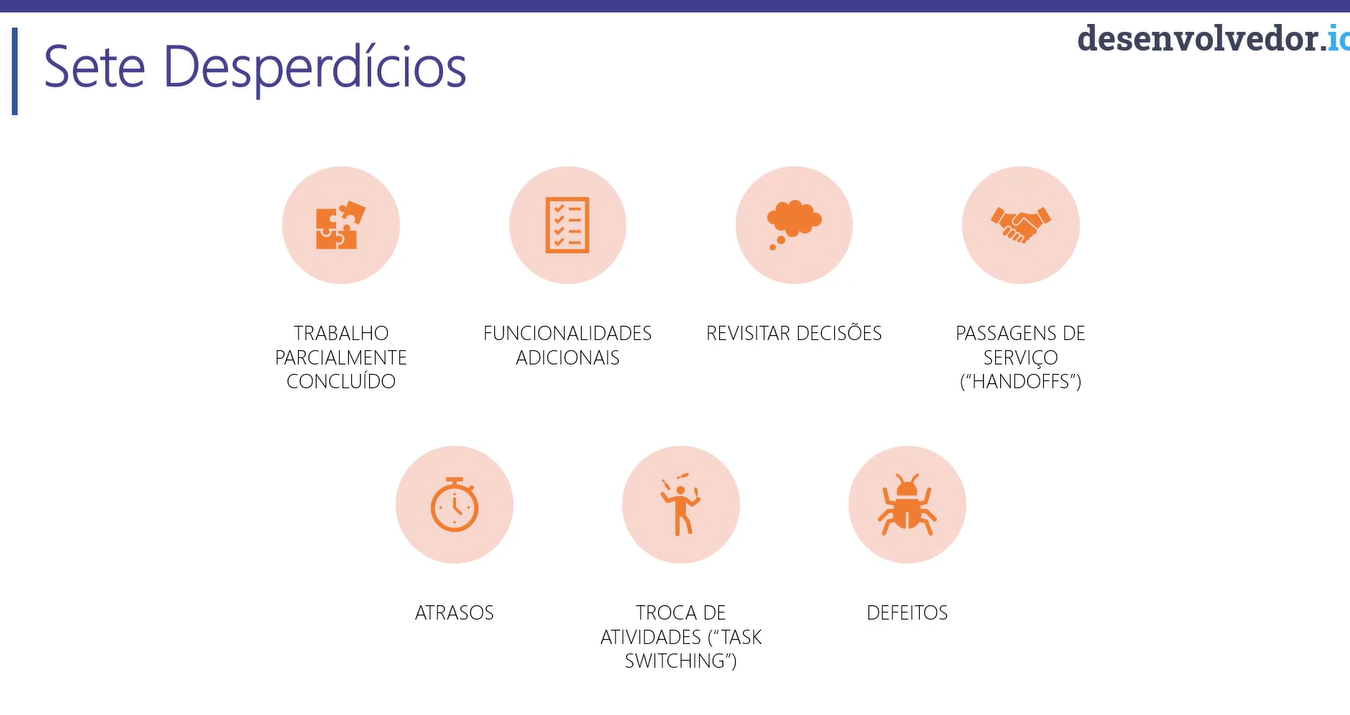 desenvolvedor.io
Sete Desperdícios
TRABALHO
PARCIALMENTE
CONCLUÍDO
FUNCIONALIDADES
ADICIONAIS
REVISITAR DECISÕES
PASSAGENS DE
SERVIÇO
(“HANDOFFS”)
ATRASOS
TROCA DE
ATIVIDADES (“TASK
SWITCHING”)
DEFEITOS